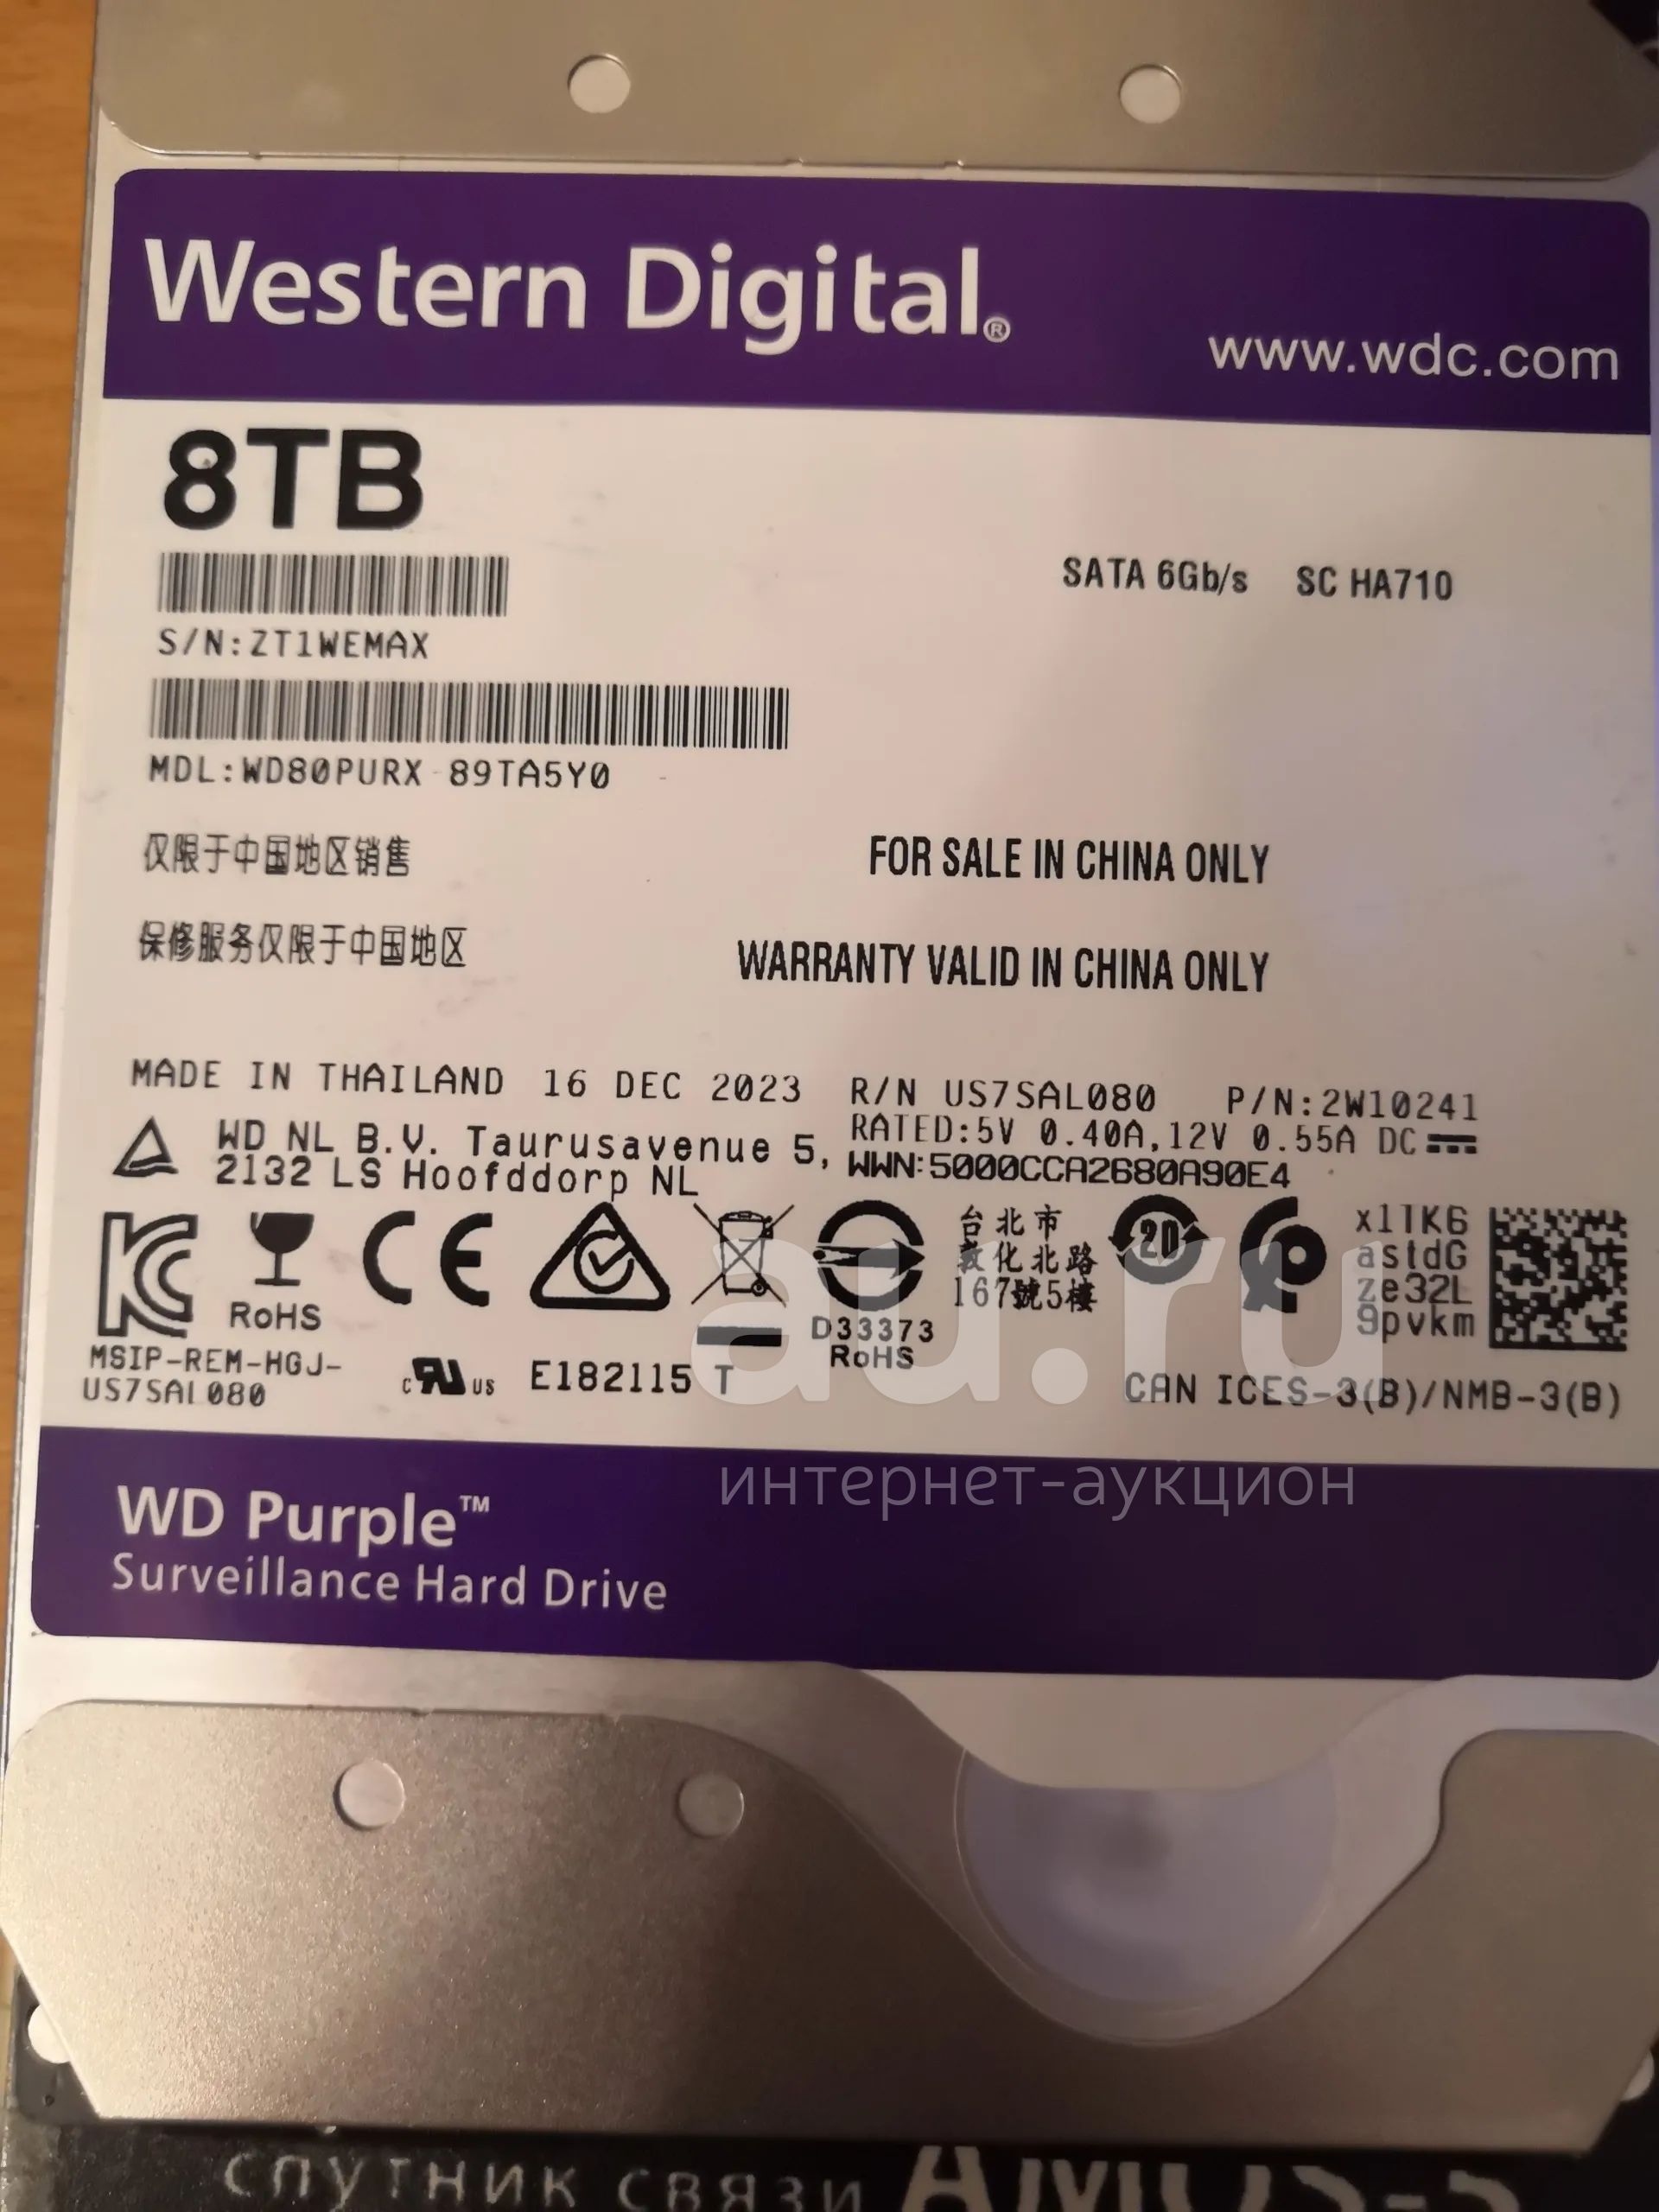 Western Digital®
www.wdc.com
8TB
SATA 6Gb/s SC HA710
S/N:ZT1WEMAX
MDL:WD80PURX-89TA5Y0
仅限于中国地区销售
FOR SALE IN CHINA ONLY
保修服务仅限于中国地区
WARRANTY VALID IN CHINA ONLY
MADE IN THAILAND 16 DEC 2023 R/N US7SAL080 P/N:2W10241
WD NL B.V. Taurusavenue 5,
2132 LS Hoofddorp NL
RATED:5V 0.40A,12V 0.55A DC
WWN:5000CCA2680A90E4
RoHS
CE
D33373
RoHS
台北市
敦化北路
167號5樓
20
x1lK6
astdG
ze32L
9pvkm
MSIP-REM-HGJ-
US7SAL080
c US E182115 T
CAN ICES-3(B)/NMB-3(B)
au.ru
интернет-аукцион
WD Purple™
Surveillance Hard Drive
СПУТНИК СВЯЗИ